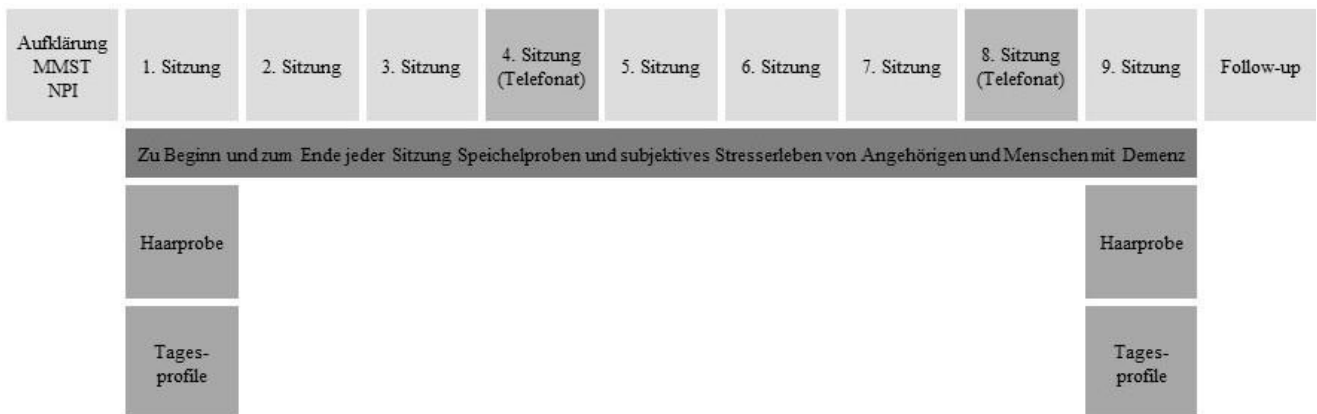 Aufklärung
MMST
NPI
1. Sitzung
2. Sitzung
3. Sitzung
4. Sitzung
(Telefonat)
5. Sitzung
6. Sitzung
7. Sitzung
8. Sitzung
(Telefonat)
9. Sitzung
Follow-up
Zu Beginn und zum Ende jeder Sitzung Speichelproben und subjektives Stresserleben von Angehörigen und Menschen mit Demenz
Haarprobe
Haarprobe
Tages-
profile
Tages-
profile